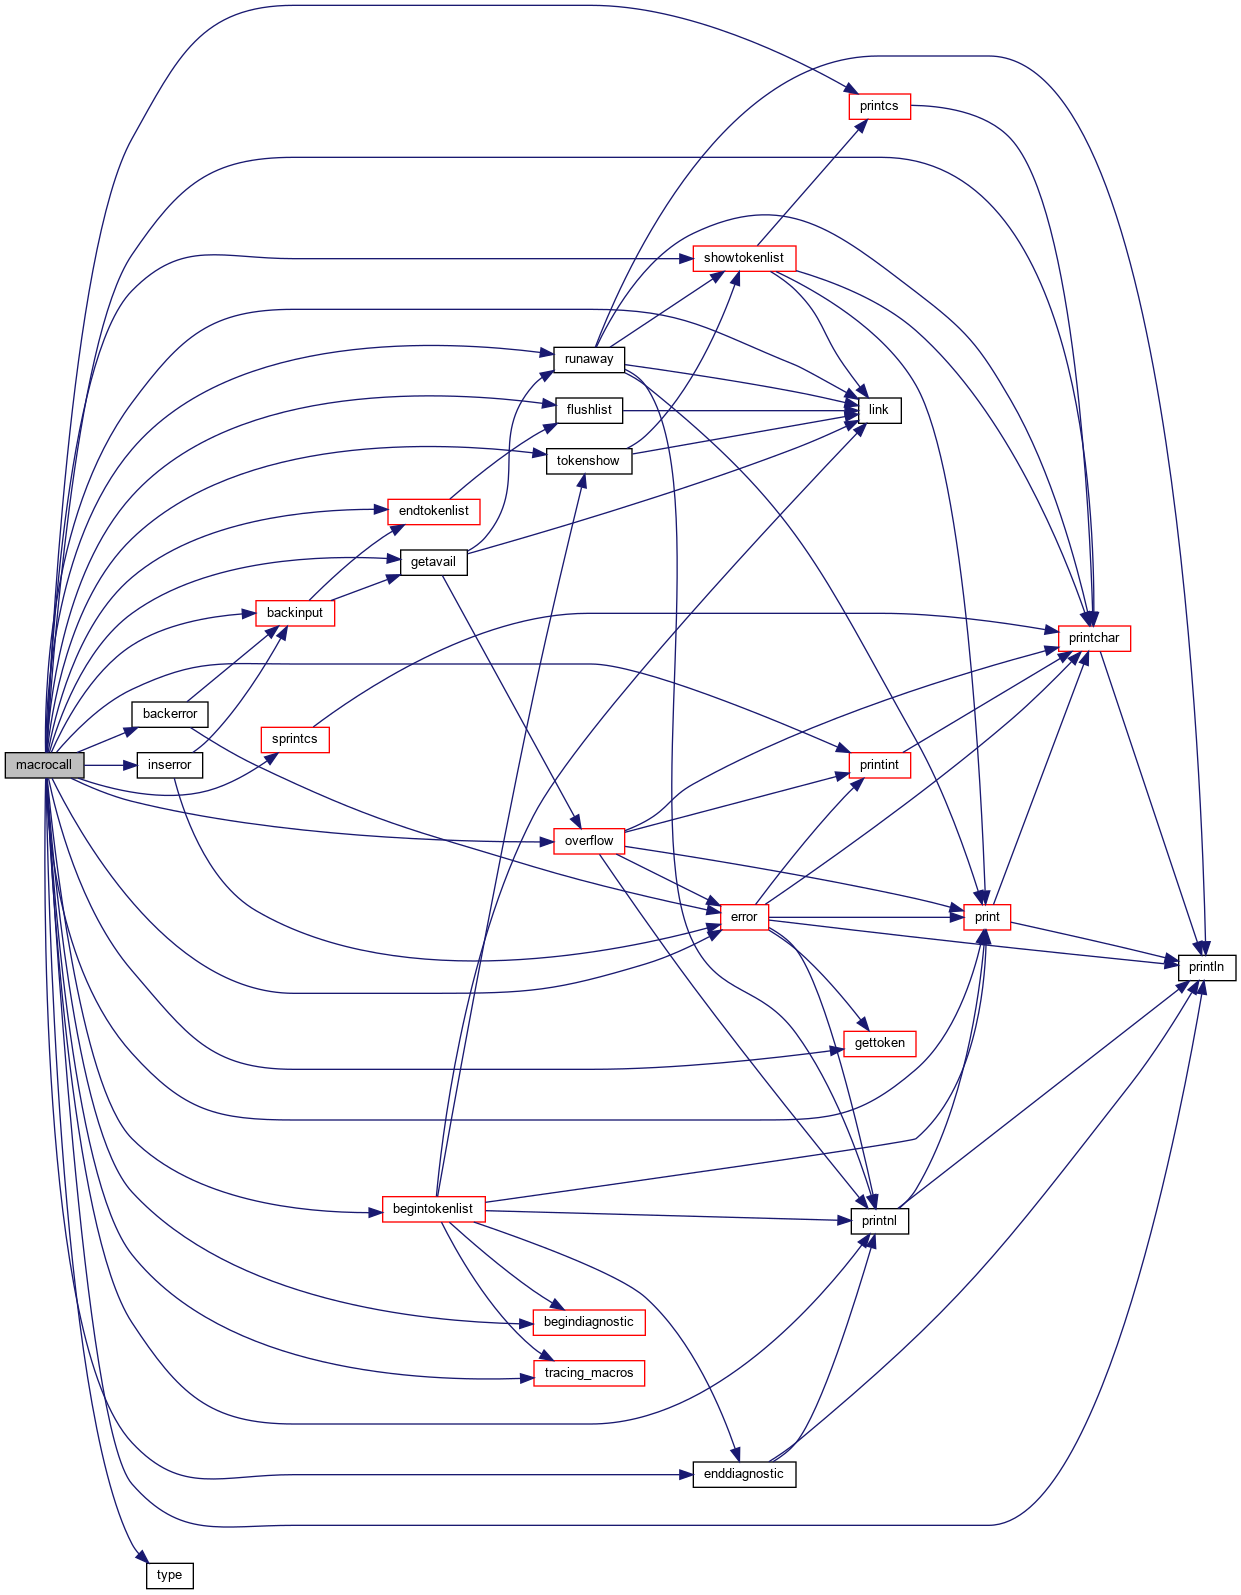 printcs
showtokenlist
runaway
flushlist
link
tokenshow
endtokenlist
getavail
backinput
printchar
backerror
sprintcs
macrocall
inserror
printint
overflow
error
print
println
gettoken
begintokenlist
printnl
begindiagnostic
tracing_macros
enddiagnostic
type